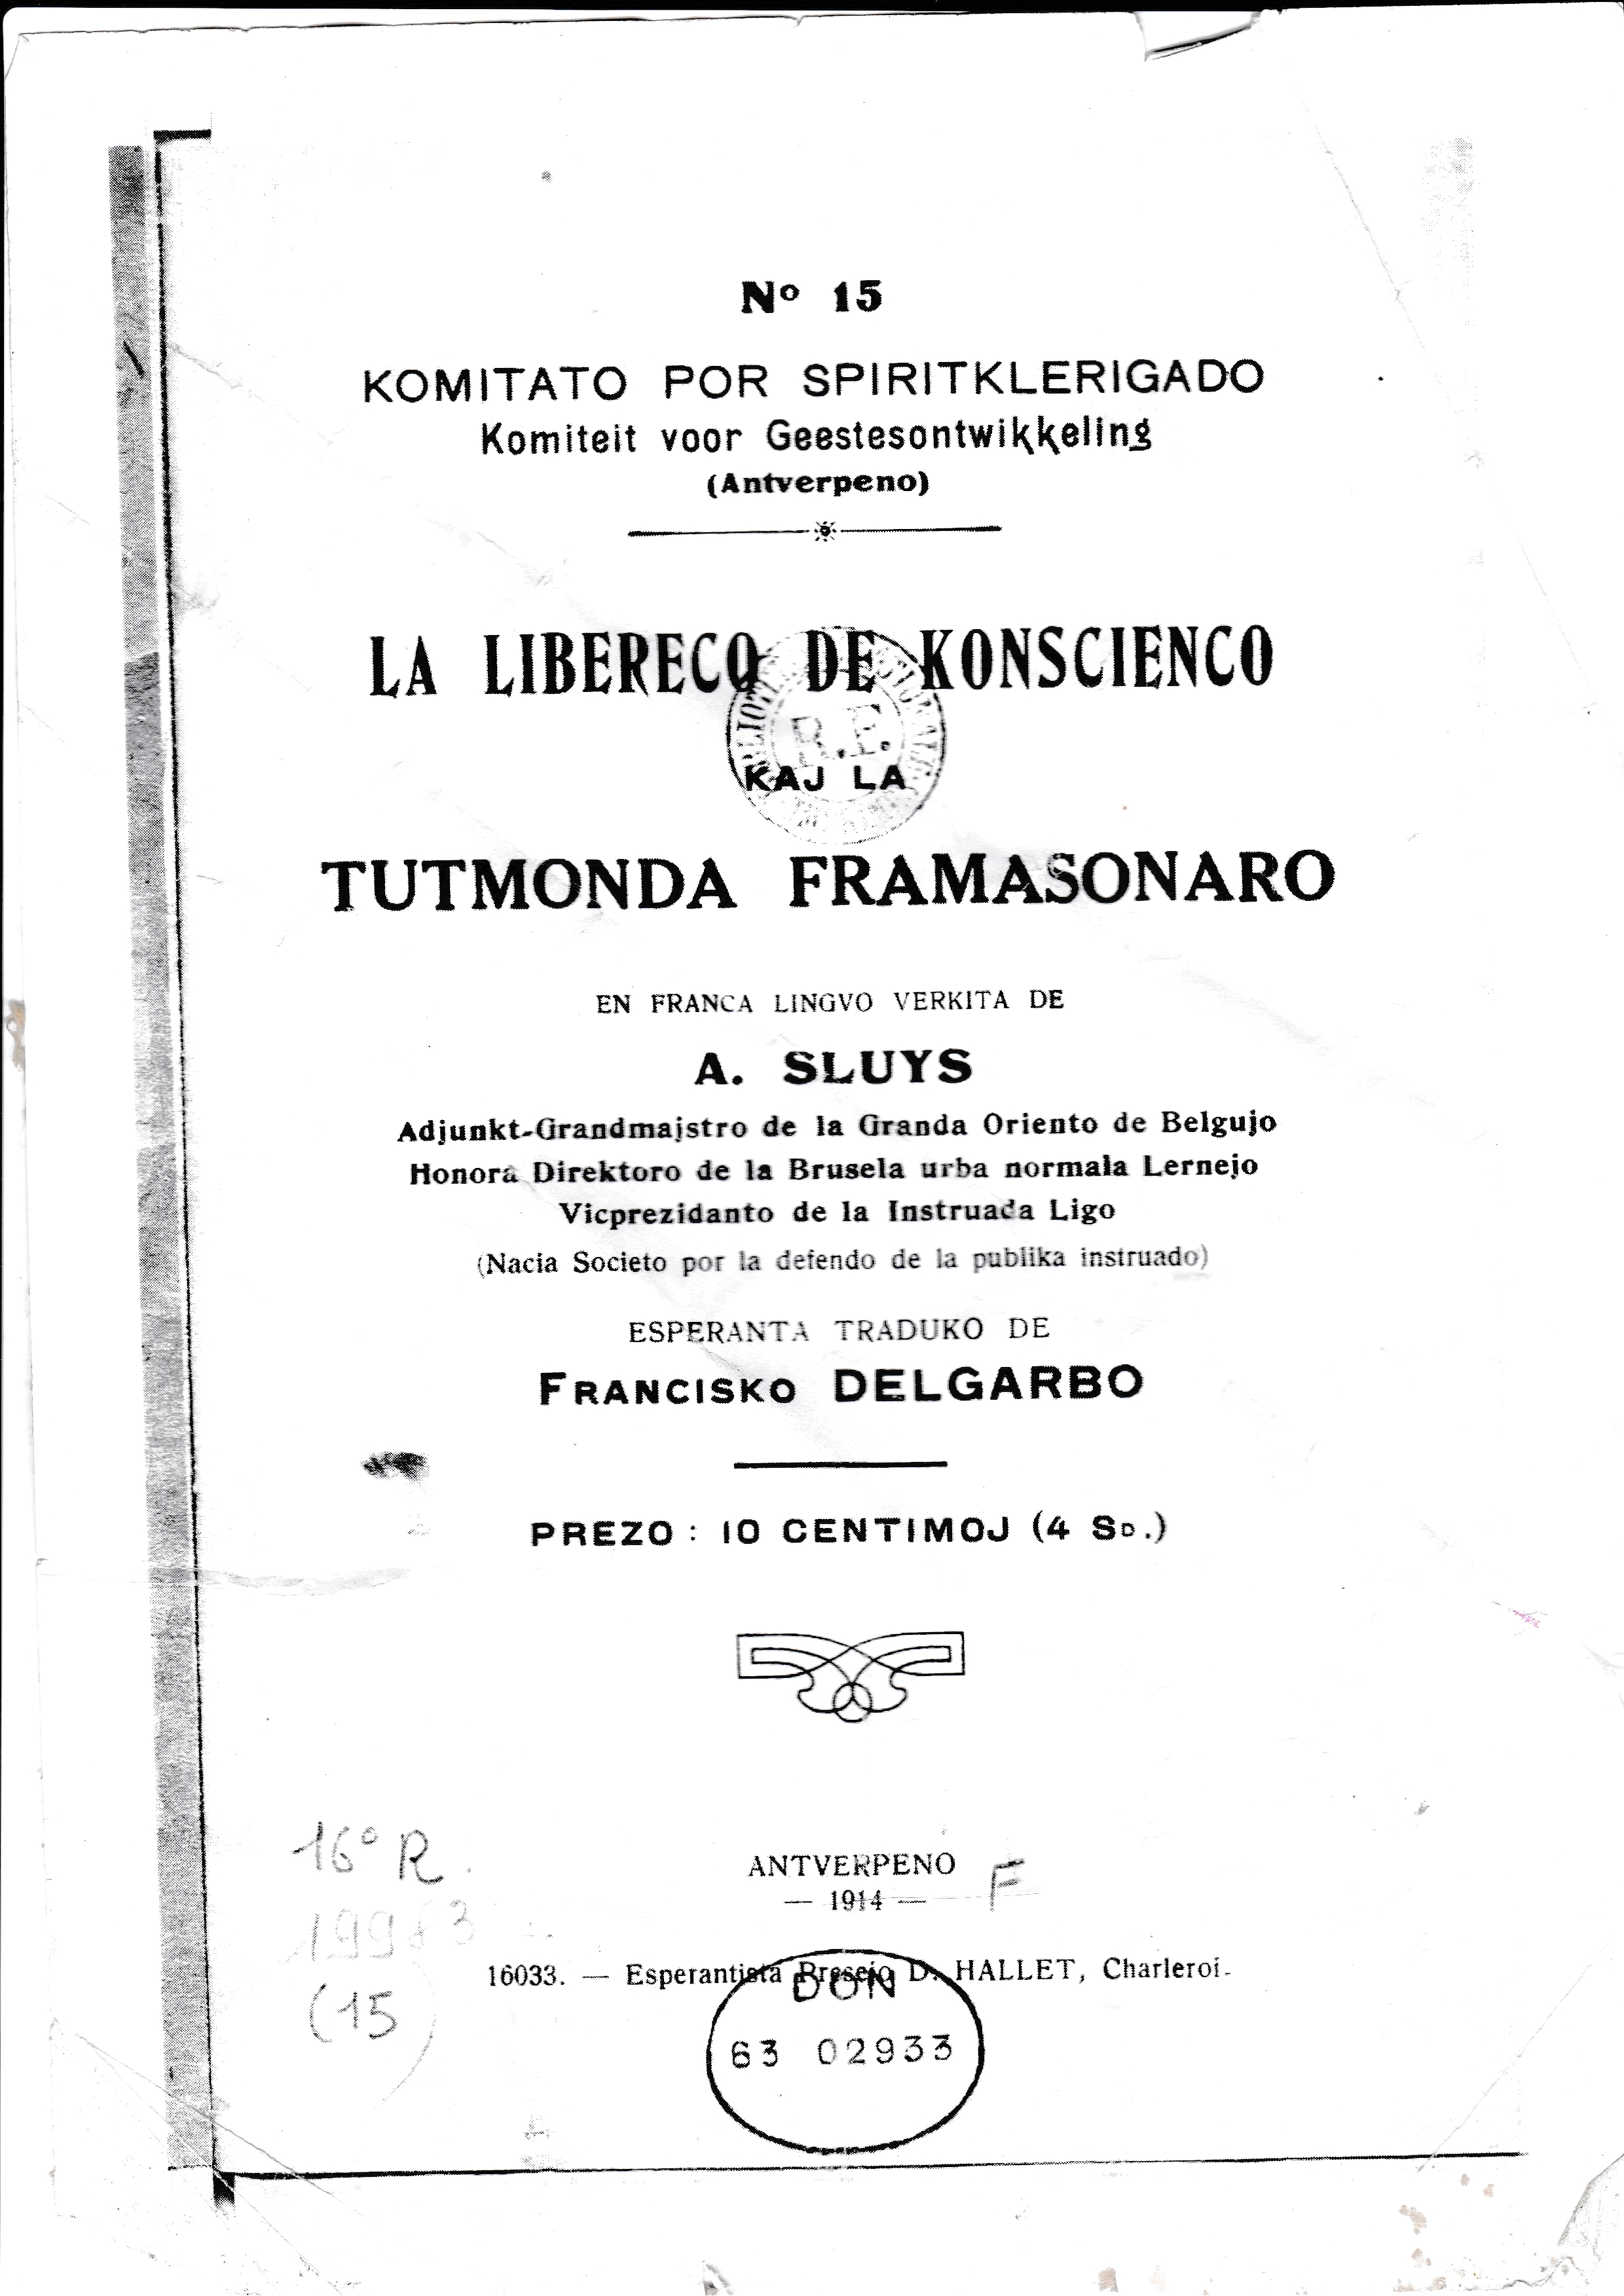 Nº 15
KOMITATO POR SPIRITKLERIGADO
Komiteit voor Geestesontwikkeling
(Antverpeno)
LA LIBERECO DE KONSCIENCO
R.F.
KAJ LA
TUTMONDA FRAMASONARO
EN FRANCA LINGVO VERKITA DE
A. SLUYS
Adjunkt-Grandmajstro de la Granda Oriento de Belgujo
Honora Direktoro de la Brusela urba normala Lernejo
Vicprezidanto de la Instruada Ligo
(Nacia Societo por la defendo de la publika instruado)
ESPERANTA TRADUKO DE
FRANCISKO DELGARBO
PREZO : 10 CENTIMOJ (4 SD.)
16º R.
ANTVERPENO
F
— 1914 —
(15
16033. — Esperantista Presejo D. HALLET, Charleroi.
DON
63 02933